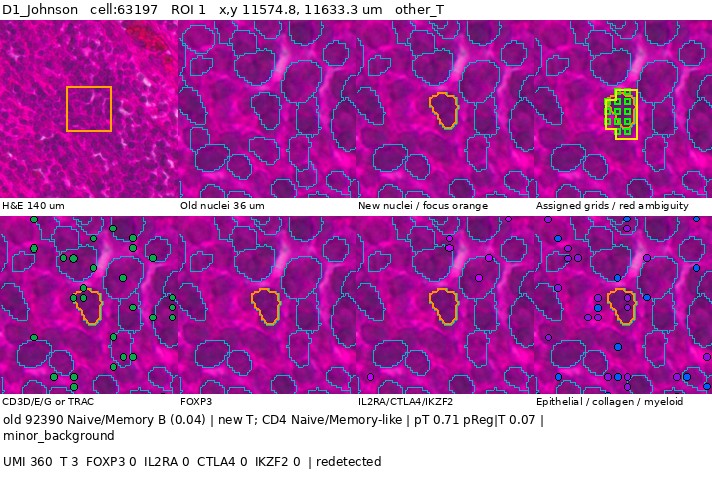 D1_Johnson cell:63197 ROI 1 x,y 11574.8, 11633.3 um other_T
H&E 140 um
Old nuclei 36 um
New nuclei / focus orange
Assigned grids / red ambiguity
CD3D/E/G or TRAC
FOXP3
IL2RA/CTLA4/IKZF2
Epithelial / collagen / myeloid
old 92390 Naive/Memory B (0.04) | new T; CD4 Naive/Memory-like | pT 0.71 pReg|T 0.07 |
minor_background
UMI 360 T 3 FOXP3 0 IL2RA 0 CTLA4 0 IKZF2 0 | redetected